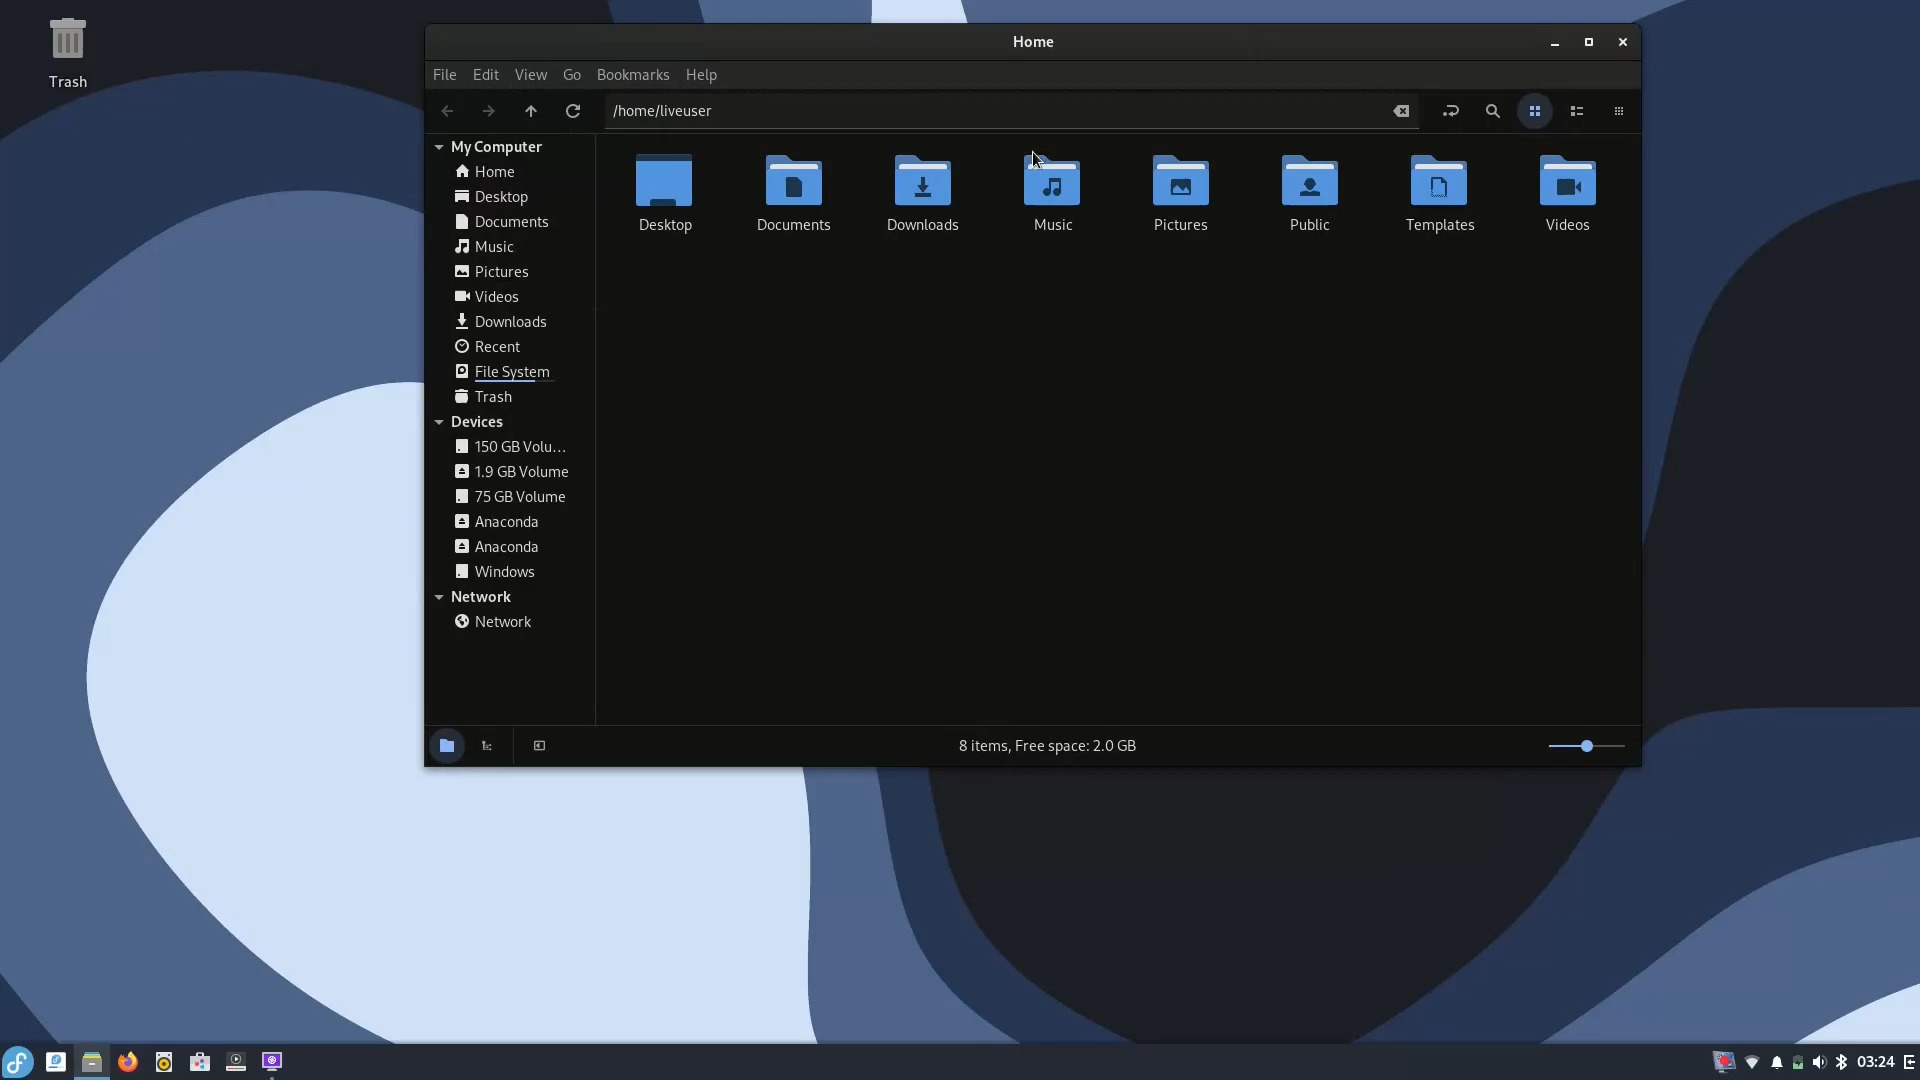 Trash
Home
File Edit View Go Bookmarks Help
/home/liveuser
My Computer
Home
Desktop
Documents
Music
Pictures
Videos
Downloads
Recent
File System
Trash
Devices
150 GB Volu…
1.9 GB Volume
75 GB Volume
Anaconda
Anaconda
Windows
Network
Network
Desktop Documents Downloads Music Pictures Public Templates Videos
8 items, Free space: 2.0 GB
03:24